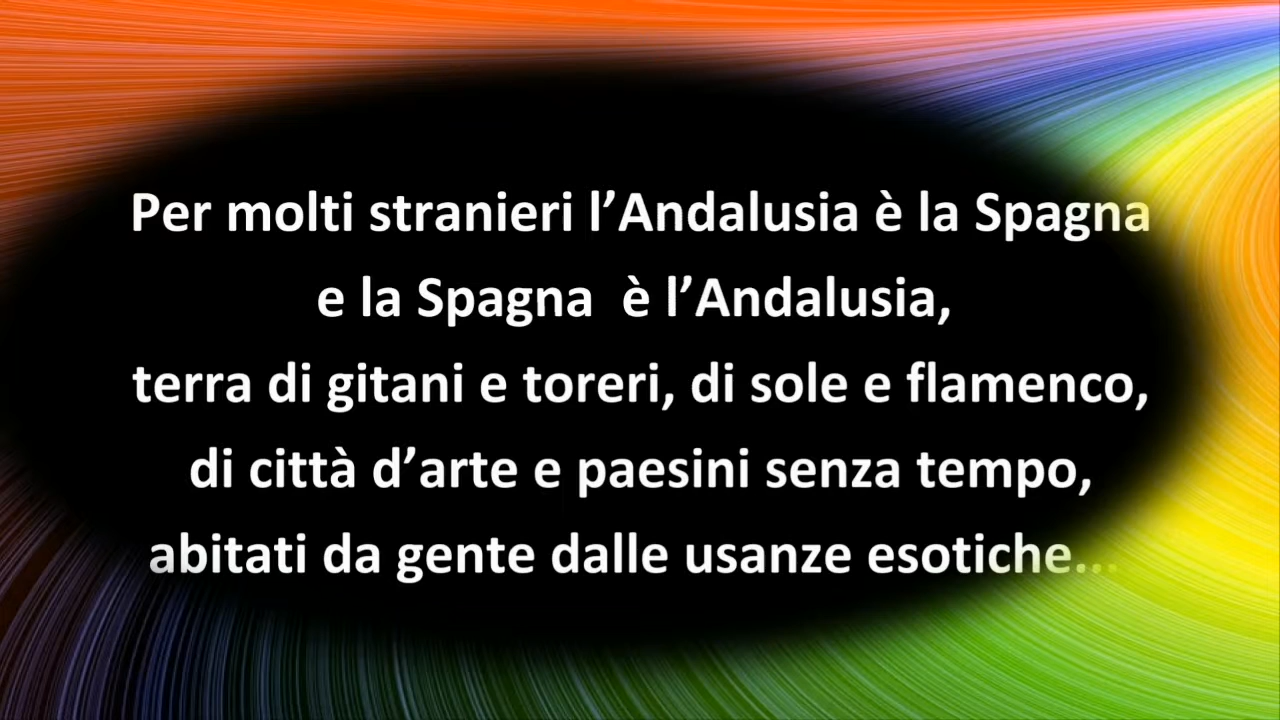 Per molti stranieri l’Andalusia è la Spagna
e la Spagna  è l’Andalusia,
terra di gitani e toreri, di sole e flamenco,
di città d’arte e paesini senza tempo,
abitati da gente dalle usanze esotiche...